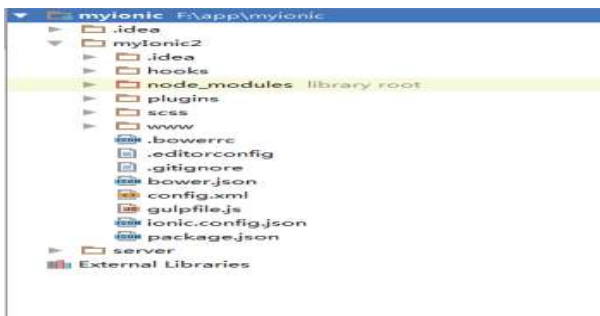 myionic F:\app\myionic
.idea
myIonic2
.idea
hooks
node_modules library root
plugins
scss
www
.bowerrc
.editorconfig
.gitignore
bower.json
config.xml
gulpfile.js
ionic.config.json
package.json
server
External Libraries